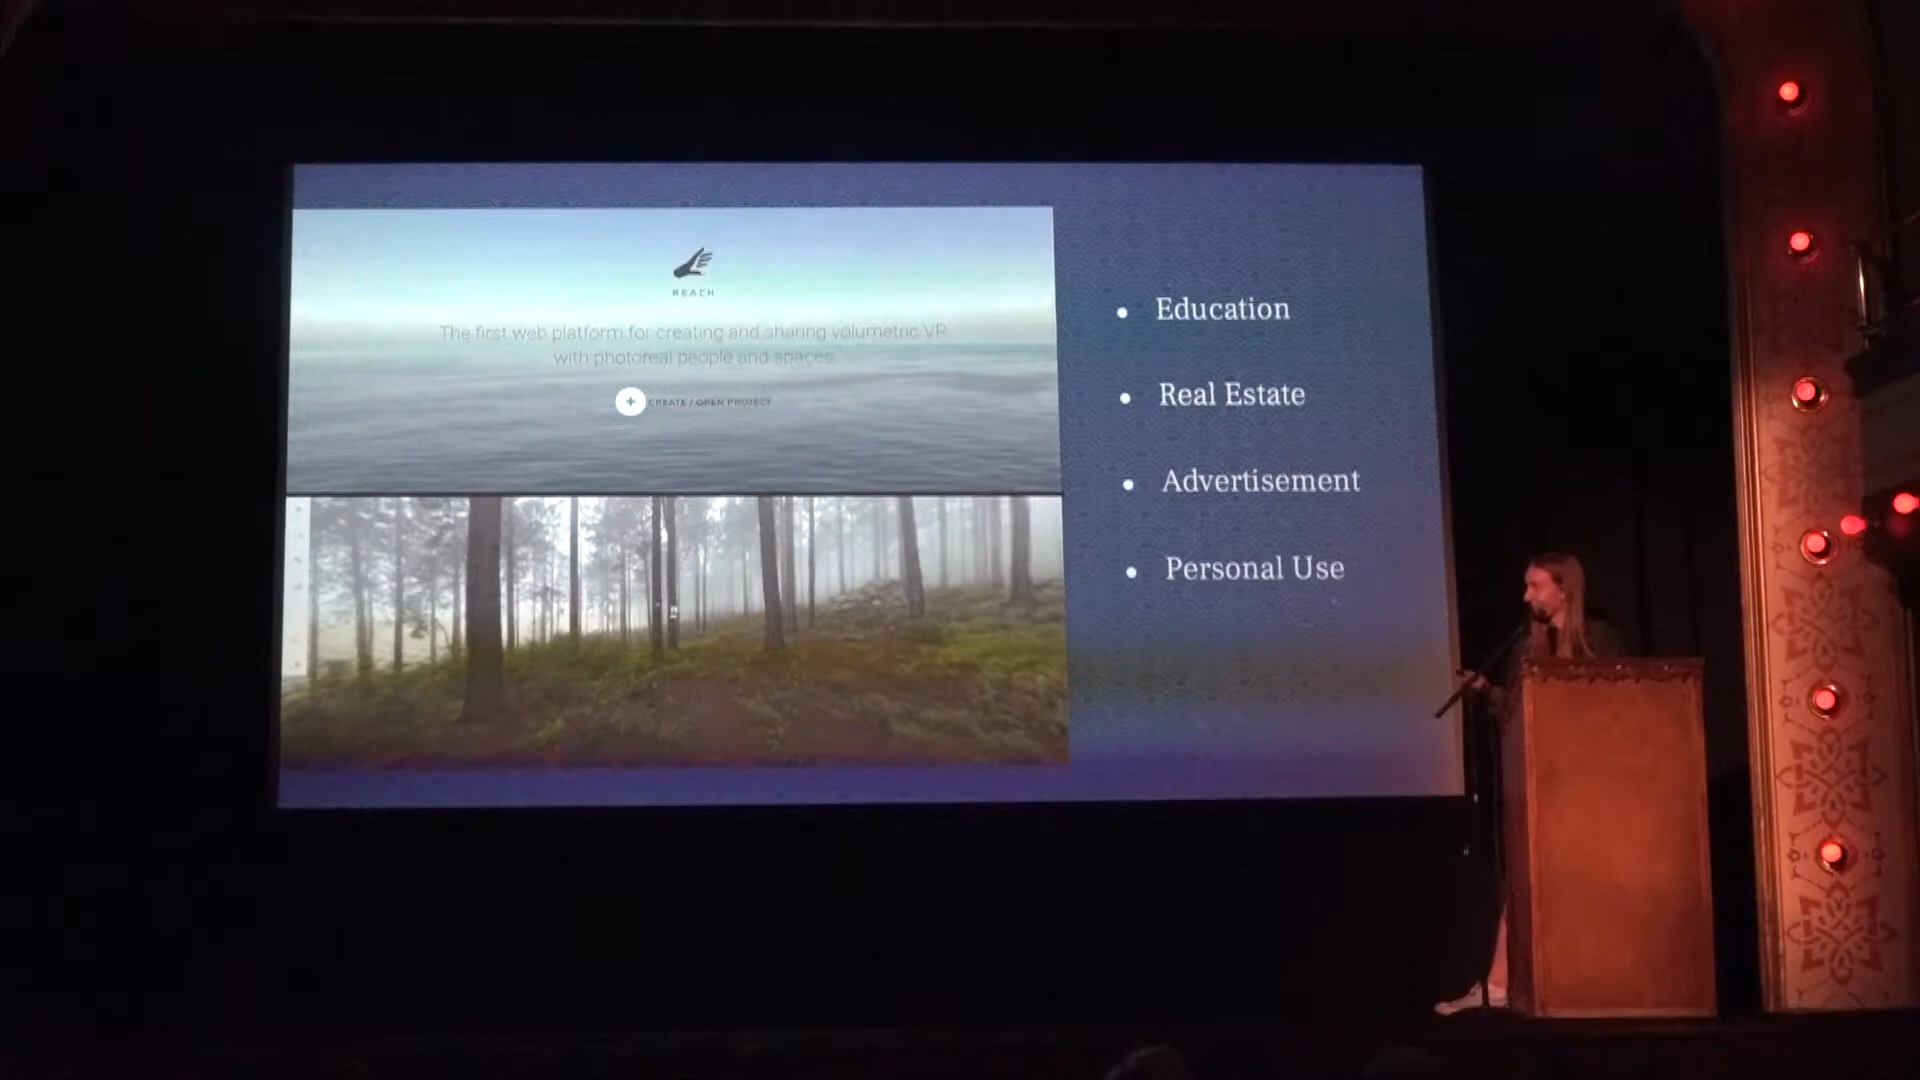 REACH
The first web platform for creating and sharing volumetric VR
with photoreal people and spaces
CREATE / OPEN PROJECT
• Education
• Real Estate
• Advertisement
• Personal Use